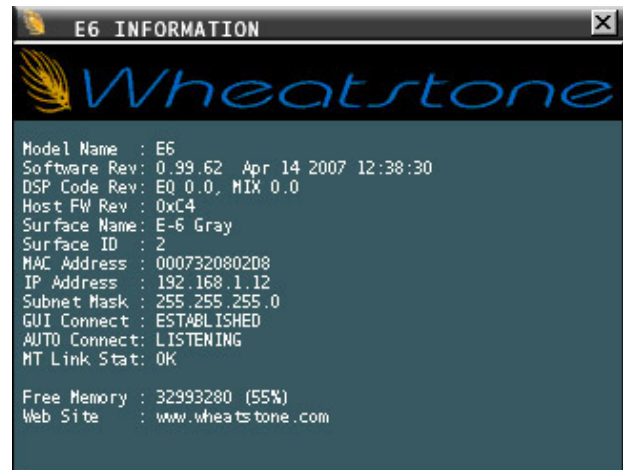 E6 INFORMATION
Wheatstone
Model Name : E6
Software Rev: 0.99.62 Apr 14 2007 12:38:30
DSP Code Rev: EQ 0.0, MIX 0.0
Host FW Rev : 0xC4
Surface Name: E-6 Gray
Surface ID : 2
MAC Address : 0007320802D8
IP Address : 192.168.1.12
Subnet Mask : 255.255.255.0
GUI Connect : ESTABLISHED
AUTO Connect: LISTENING
MT Link Stat: OK
Free Memory : 32993280 (55%)
Web Site : www.wheatstone.com